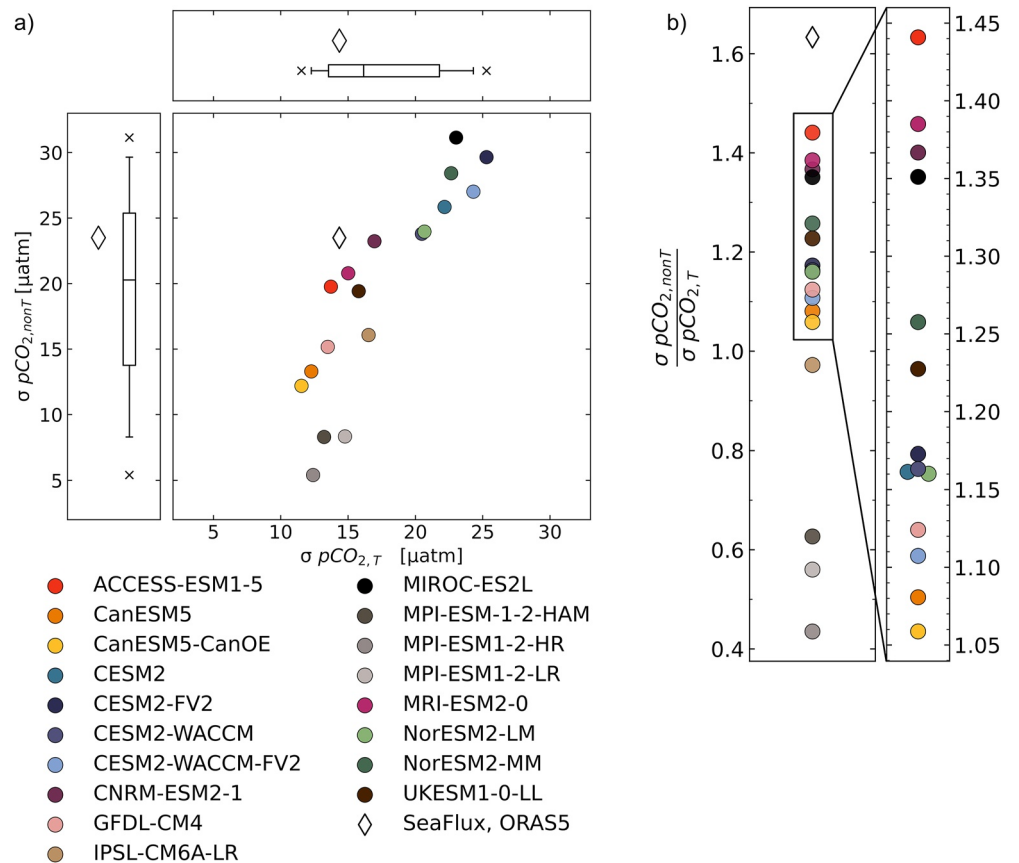 a)
30
25
20
15
10
5
σ pCO2,nonT [μatm]
5 10 15 20 25 30
σ pCO2,T [μatm]
b)
1.6
1.4
1.2
1.0
0.8
0.6
0.4
σ pCO2,nonT
σ pCO2,T
1.45
1.40
1.35
1.30
1.25
1.20
1.15
1.10
1.05
ACCESS-ESM1-5
CanESM5
CanESM5-CanOE
CESM2
CESM2-FV2
CESM2-WACCM
CESM2-WACCM-FV2
CNRM-ESM2-1
GFDL-CM4
IPSL-CM6A-LR
MIROC-ES2L
MPI-ESM-1-2-HAM
MPI-ESM1-2-HR
MPI-ESM1-2-LR
MRI-ESM2-0
NorESM2-LM
NorESM2-MM
UKESM1-0-LL
SeaFlux, ORAS5